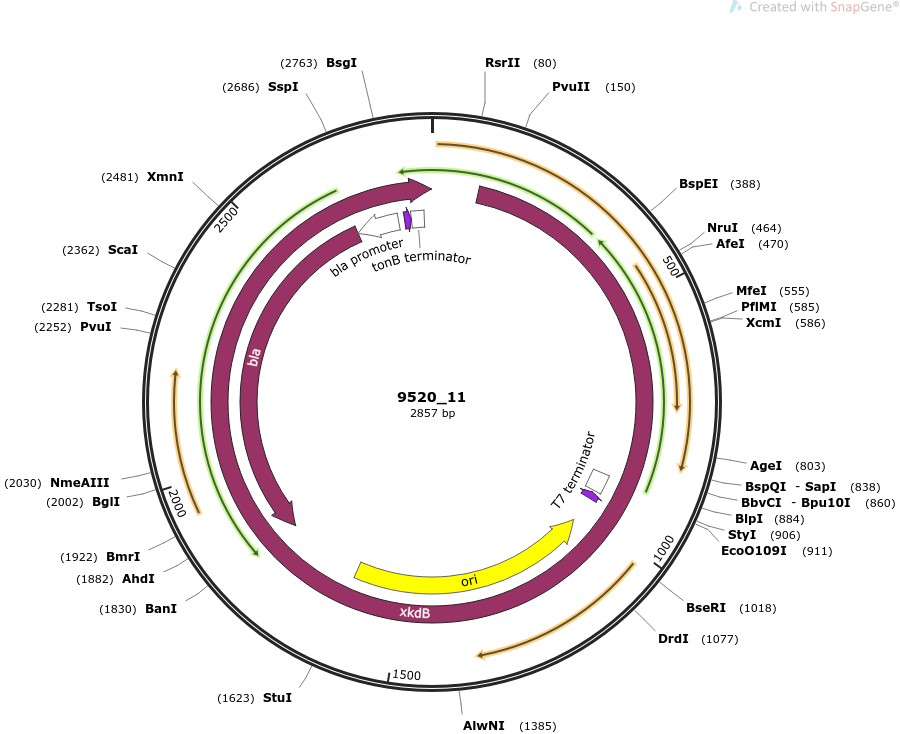 Created with SnapGene®
(2763) BsgI
RsrII (80)
(2686) SspI
PvuII (150)
(2481) XmnI
BspEI (388)
2500
NruI (464)
(2362) ScaI
AfeI (470)
bla promoter
tonB terminator
500
MfeI (555)
(2281) TsoI
PflMI (585)
(2252) PvuI
XcmI (586)
bla
9520_11
2857 bp
T7 terminator
AgeI (803)
(2030) NmeAIII
BspQI - SapI (838)
(2002) BglI
BbvCI - Bpu10I (860)
2000
BlpI (884)
StyI (906)
(1922) BmrI
EcoO109I (911)
1000
(1882) AhdI
ori
(1830) BanI
BseRI (1018)
xkdB
DrdI (1077)
1500
(1623) StuI
AlwNI (1385)